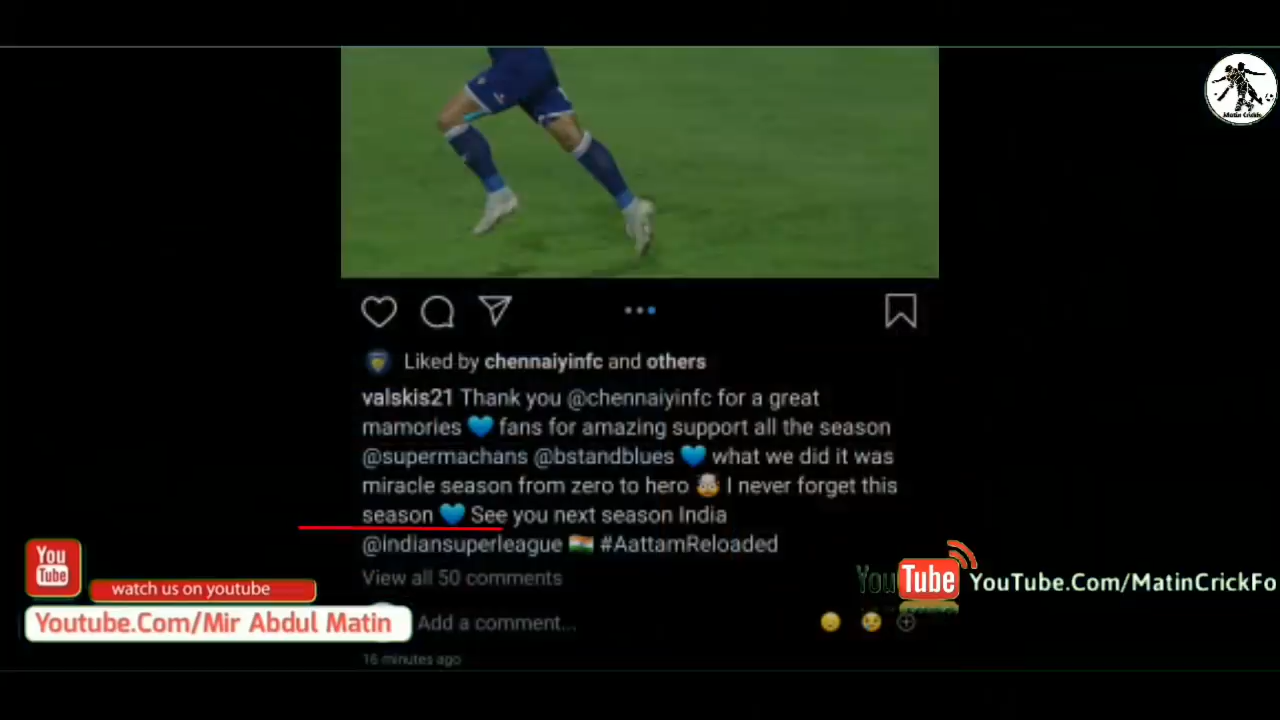 Matin Crickfo
Liked by chennaiyinfc and others
valskis21 Thank you @chennaiyinfc for a great
mamories 💙 fans for amazing support all the season
@supermachans @bstandblues 💙 what we did it was
miracle season from zero to hero 🤯 I never forget this
season 💙 See you next season India
@indiansuperleague 🇮🇳 #AattamReloaded
View all 50 comments
Add a comment...
16 minutes ago
You
Tube
watch us on youtube
Youtube.Com/Mir Abdul Matin
YouTube
YouTube.Com/MatinCrickFo